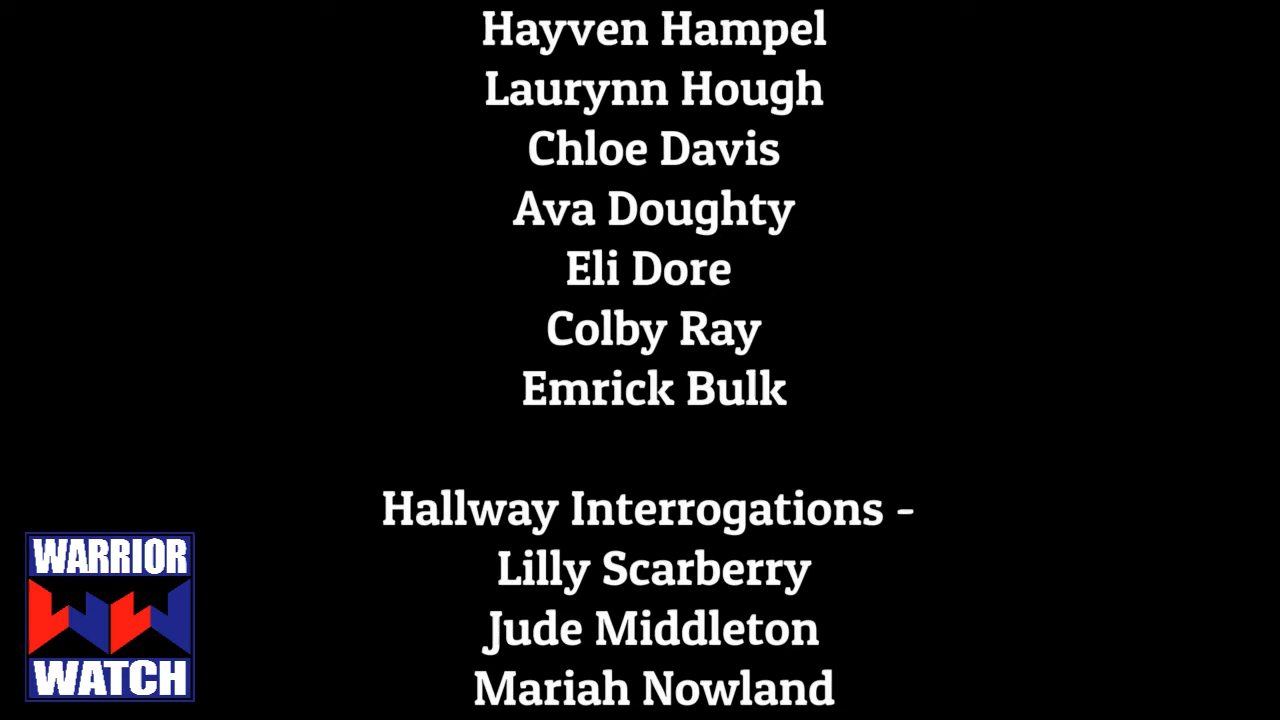 Hayven Hampel
Laurynn Hough
Chloe Davis
Ava Doughty
Eli Dore
Colby Ray
Emrick Bulk
Hallway Interrogations -
Lilly Scarberry
Jude Middleton
Mariah Nowland
WARRIOR
WW
WATCH